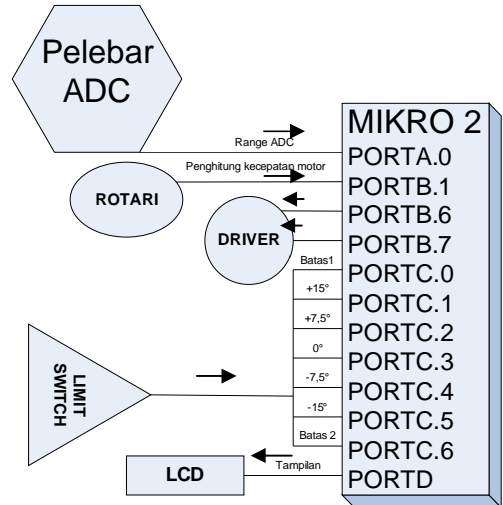 Pelebar
ADC
Range ADC
Penghitung kecepatan motor
ROTARI
DRIVER
Batas1
+15°
+7,5°
0°
-7,5°
-15°
Batas 2
LIMIT
SWITCH
LCD
Tampilan
MIKRO 2
PORTA.0
PORTB.1
PORTB.6
PORTB.7
PORTC.0
PORTC.1
PORTC.2
PORTC.3
PORTC.4
PORTC.5
PORTC.6
PORTD